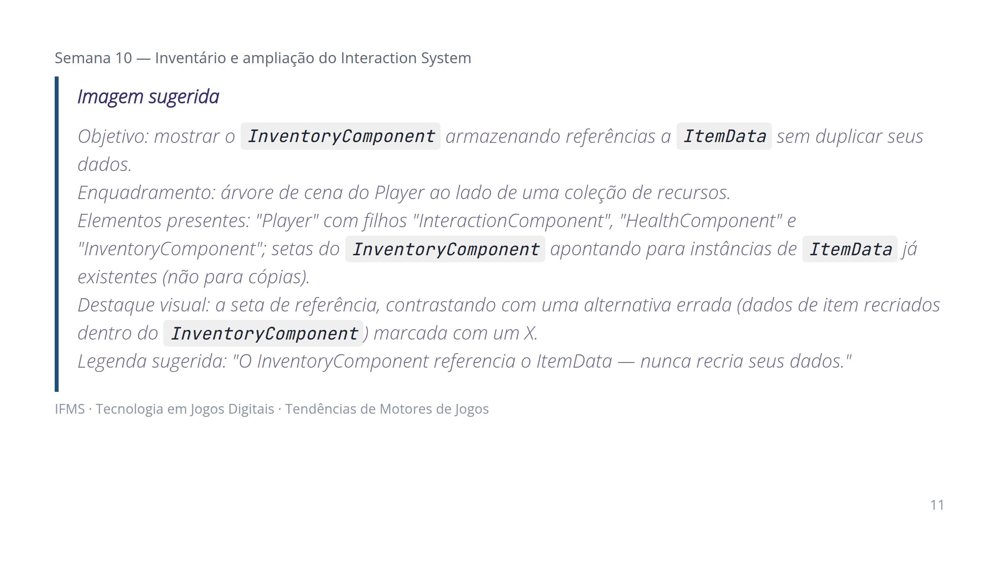 Semana 10 — Inventário e ampliação do Interaction System
Imagem sugerida
Objetivo: mostrar o InventoryComponent armazenando referências a ItemData sem duplicar seus
dados.
Enquadramento: árvore de cena do Player ao lado de uma coleção de recursos.
Elementos presentes: "Player" com filhos "InteractionComponent", "HealthComponent" e
"InventoryComponent"; setas do InventoryComponent apontando para instâncias de ItemData já
existentes (não para cópias).
Destaque visual: a seta de referência, contrastando com uma alternativa errada (dados de item recriados
dentro do InventoryComponent) marcada com um X.
Legenda sugerida: "O InventoryComponent referencia o ItemData — nunca recria seus dados."
IFMS · Tecnologia em Jogos Digitais · Tendências de Motores de Jogos
11